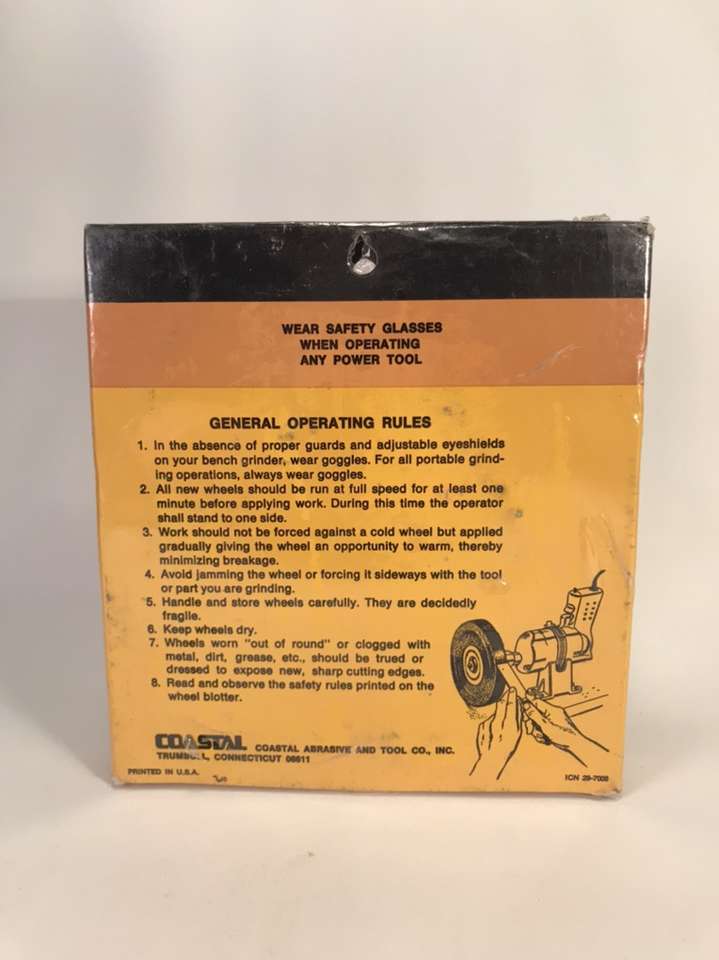 WEAR SAFETY GLASSES
WHEN OPERATING
ANY POWER TOOL
GENERAL OPERATING RULES
1. In the absence of proper guards and adjustable eyeshields
on your bench grinder, wear goggles. For all portable grind-
ing operations, always wear goggles.
2. All new wheels should be run at full speed for at least one
minute before applying work. During this time the operator
shall stand to one side.
3. Work should not be forced against a cold wheel but applied
gradually giving the wheel an opportunity to warm, thereby
minimizing breakage.
4. Avoid jamming the wheel or forcing it sideways with the tool
or part you are grinding.
5. Handle and store wheels carefully. They are decidedly
fragile.
6. Keep wheels dry.
7. Wheels worn "out of round" or clogged with
metal, dirt, grease, etc., should be trued or
dressed to expose new, sharp cutting edges.
8. Read and observe the safety rules printed on the
wheel blotter.
COASTAL COASTAL ABRASIVE AND TOOL CO., INC.
TRUMBULL, CONNECTICUT 06611
PRINTED IN U.S.A.
ICN